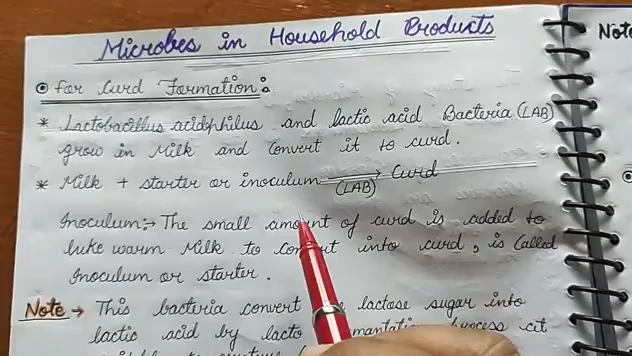 Microbes in Household Products
For Curd Formation:
* Lactobacillus acidophilus and lactic acid Bacteria (LAB)
grow in Milk and Convert it to curd.
* Milk + starter or inoculum (LAB) → Curd
Inoculum:→ The small amount of curd is added to
luke warm Milk to convert into curd, is Called
Inoculum or starter.
Note → This bacteria convert lactose sugar into
lactic acid by lacto process
Note